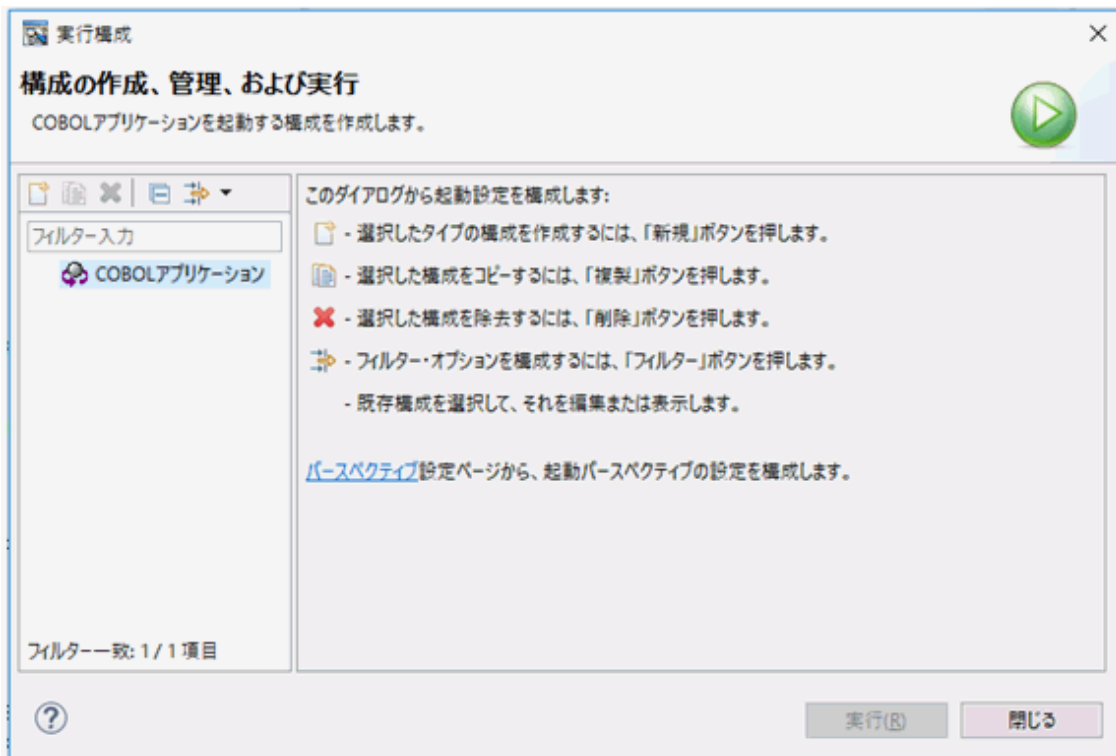 実行構成
構成の作成、管理、および実行
COBOLアプリケーションを起動する構成を作成します。
フィルター入力
COBOLアプリケーション
フィルター一致: 1 / 1 項目
このダイアログから起動設定を構成します:
- 選択したタイプの構成を作成するには、「新規」ボタンを押します。
- 選択した構成をコピーするには、「複製」ボタンを押します。
- 選択した構成を除去するには、「削除」ボタンを押します。
- フィルター・オプションを構成するには、「フィルター」ボタンを押します。
- 既存構成を選択して、それを編集または表示します。
パースペクティブ設定ページから、起動パースペクティブの設定を構成します。
実行(R)
閉じる